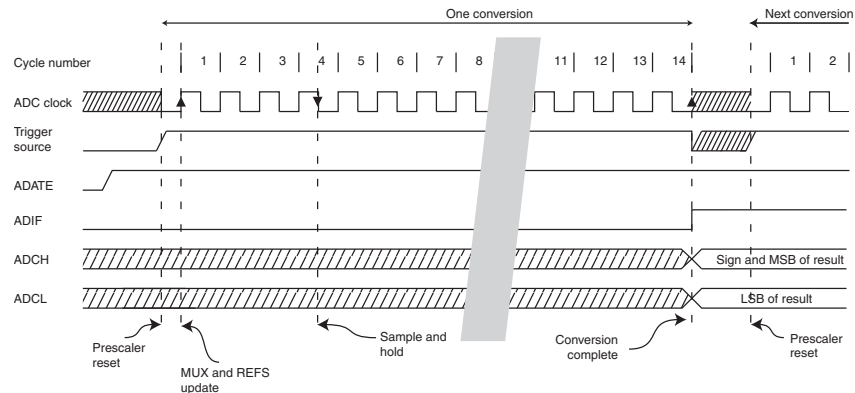 One conversion
Next conversion
Cycle number 1 2 3 4 5 6 7 8 11 12 13 14 1 2
ADC clock
Trigger
source
ADATE
ADIF
ADCH
Sign and MSB of result
ADCL
LSB of result
Prescaler
reset
MUX and REFS
update
Sample and
hold
Conversion
complete
Prescaler
reset